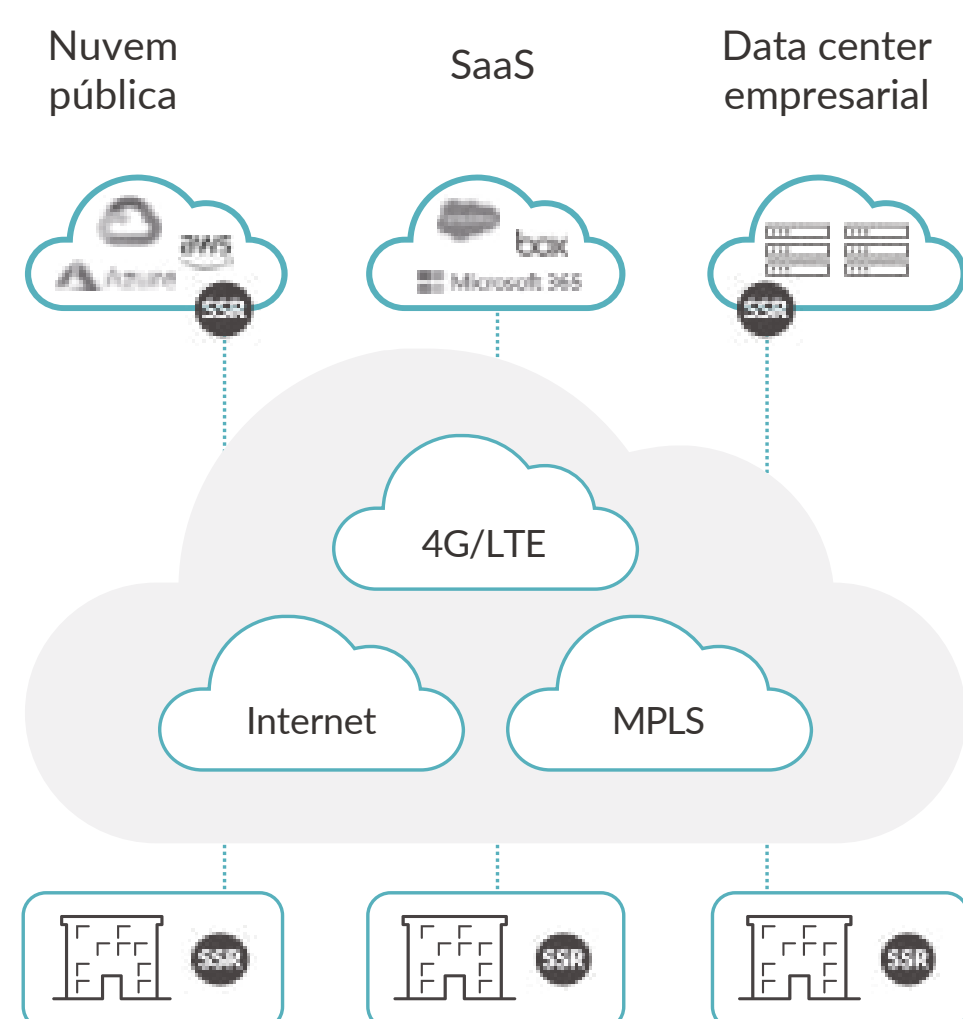 Nuvem
pública
SaaS
Data center
empresarial
aws
Azure
SSR
box
Microsoft 365
SSR
4G/LTE
Internet
MPLS
SSR
SSR
SSR